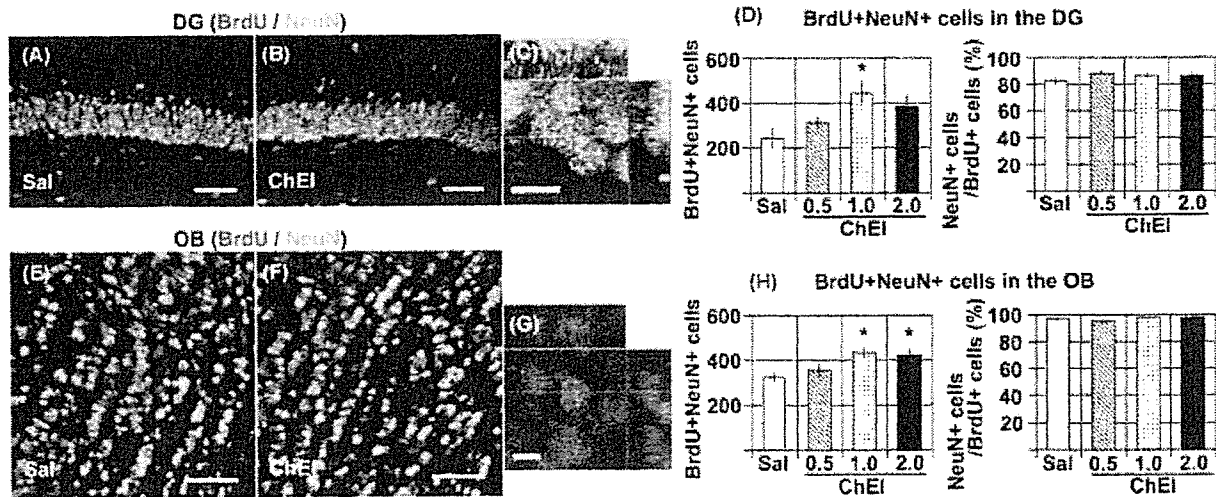 DG (BrdU / NeuN)
(A)
Sal
(B)
ChEI
(C)
(D) BrdU+NeuN+ cells in the DG
BrdU+NeuN+ cells
600
400
200
*
Sal 0.5 1.0 2.0
ChEI
NeuN+ cells
/BrdU+ cells (%)
100
80
60
40
20
Sal 0.5 1.0 2.0
ChEI
OB (BrdU / NeuN)
(E)
Sal
(F)
ChEI
(G)
(H) BrdU+NeuN+ cells in the OB
BrdU+NeuN+ cells
600
400
200
* *
Sal 0.5 1.0 2.0
ChEI
NeuN+ cells
/BrdU+ cells (%)
100
80
60
40
20
Sal 0.5 1.0 2.0
ChEI